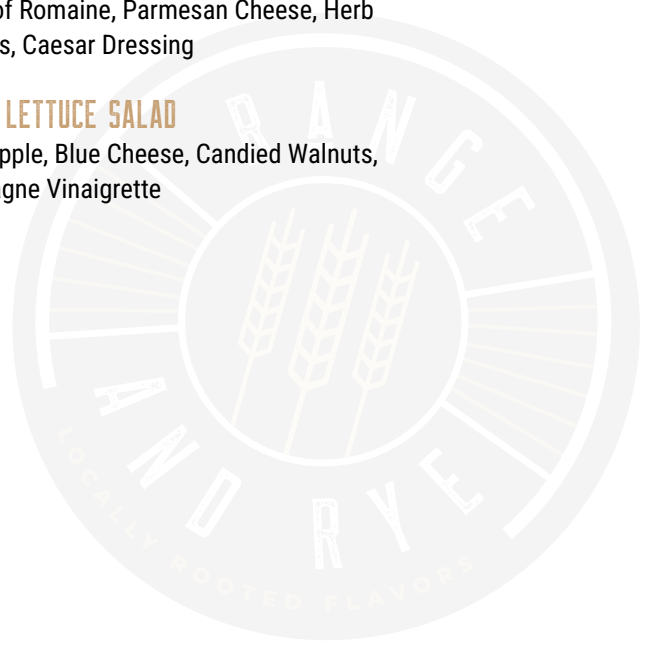 of Romaine, Parmesan Cheese, Herb
s, Caesar Dressing
LETTUCE SALAD
pple, Blue Cheese, Candied Walnuts,
gne Vinaigrette
RANGE
AND RYE
LOCALLY ROOTED FLAVORS